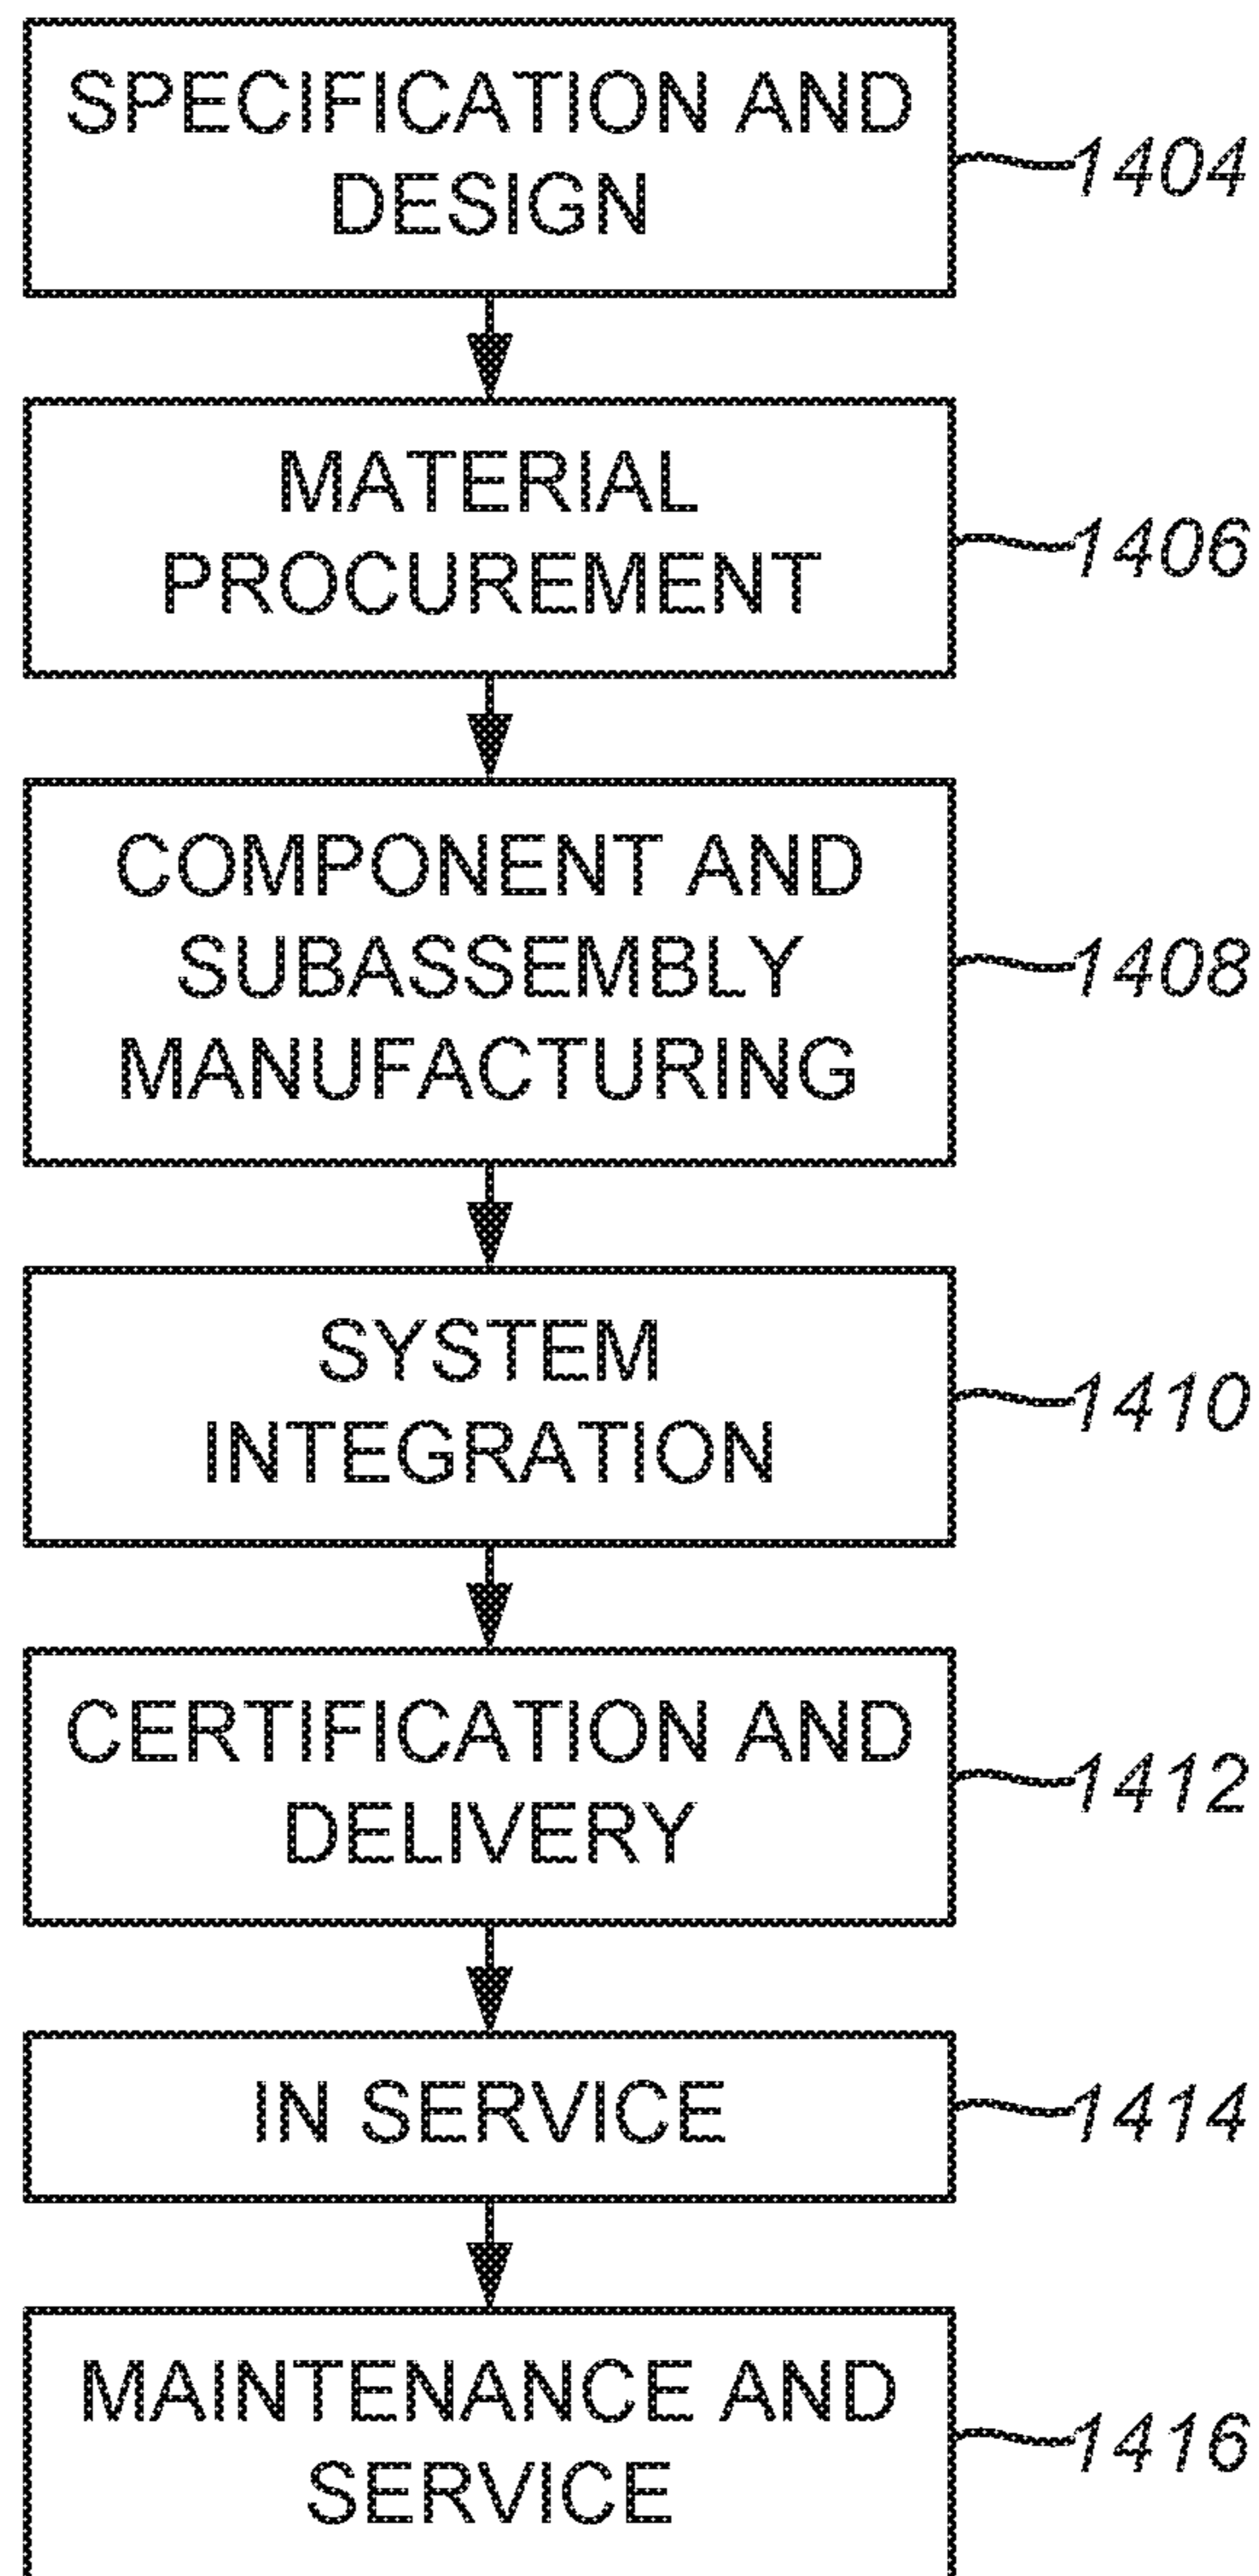 SPECIFICATION AND
DESIGN
1404
MATERIAL
PROCUREMENT
1406
COMPONENT AND
SUBASSEMBLY
MANUFACTURING
1408
SYSTEM
INTEGRATION
1410
CERTIFICATION AND
DELIVERY
1412
IN SERVICE
1414
MAINTENANCE AND
SERVICE
1416